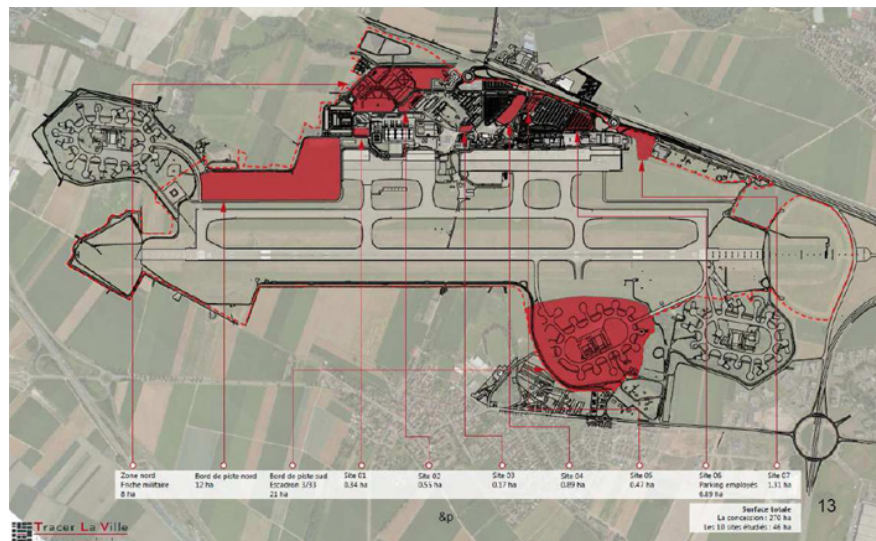 Zone nord
Friche militaire
8 ha
Bord de piste nord
12 ha
Bord de piste sud
Escadron 3/33
21 ha
Site 01
0.34 ha
Site 02
0.55 ha
Site 03
0.17 ha
Site 04
0.89 ha
Site 05
0.47 ha
Site 06
Parking employés
0.89 ha
Site 07
1.31 ha
&p
Surface totale
La concession : 270 ha
Les 10 sites étudiés : 46 ha
13
Tracer La Ville